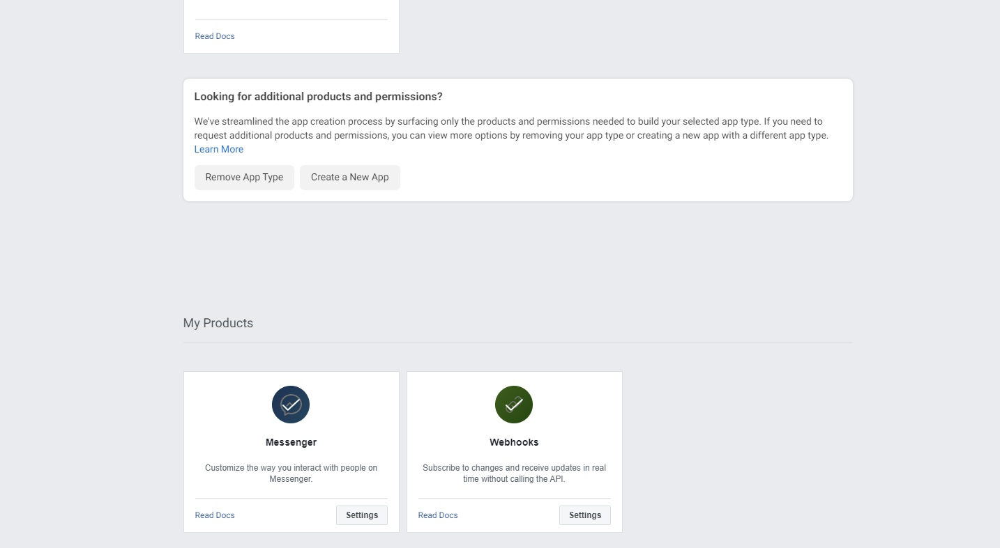 Read Docs
Looking for additional products and permissions?
We've streamlined the app creation process by surfacing only the products and permissions needed to build your selected app type. If you need to
request additional products and permissions, you can view more options by removing your app type or creating a new app with a different app type.
Learn More
Remove App Type
Create a New App
My Products
Messenger
Customize the way you interact with people on
Messenger.
Read Docs
Settings
Webhooks
Subscribe to changes and receive updates in real
time without calling the API.
Read Docs
Settings